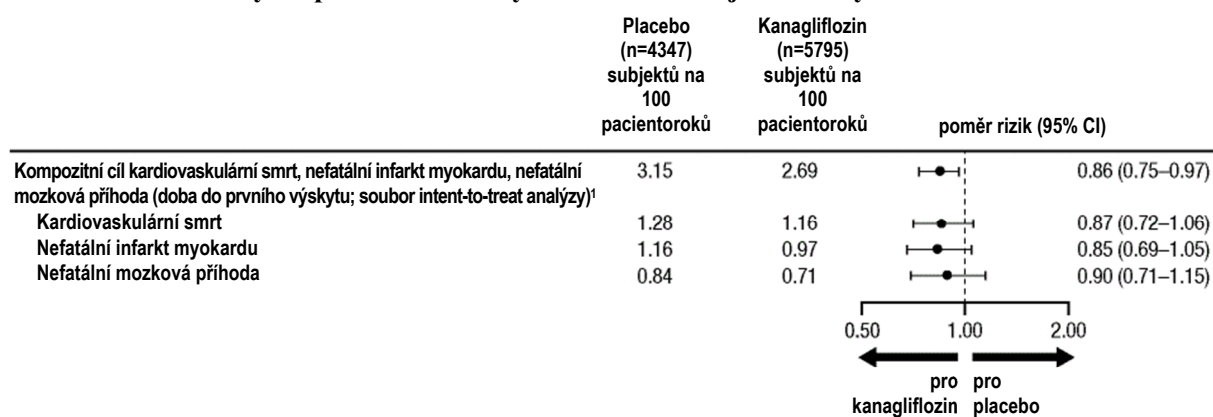 Placebo
(n=4347)
subjektů na
100
pacientoroků
Kanagliflozin
(n=5795)
subjektů na
100
pacientoroků
poměr rizik (95% CI)
Kompozitní cíl kardiovaskulární smrt, nefatální infarkt myokardu, nefatální
mozková příhoda (doba do prvního výskytu; soubor intent-to-treat analýzy)¹
3.15 2.69 0.86 (0.75–0.97)
Kardiovaskulární smrt 1.28 1.16 0.87 (0.72–1.06)
Nefatální infarkt myokardu 1.16 0.97 0.85 (0.69–1.05)
Nefatální mozková příhoda 0.84 0.71 0.90 (0.71–1.15)
0.50 1.00 2.00
pro
kanagliflozin
pro
placebo